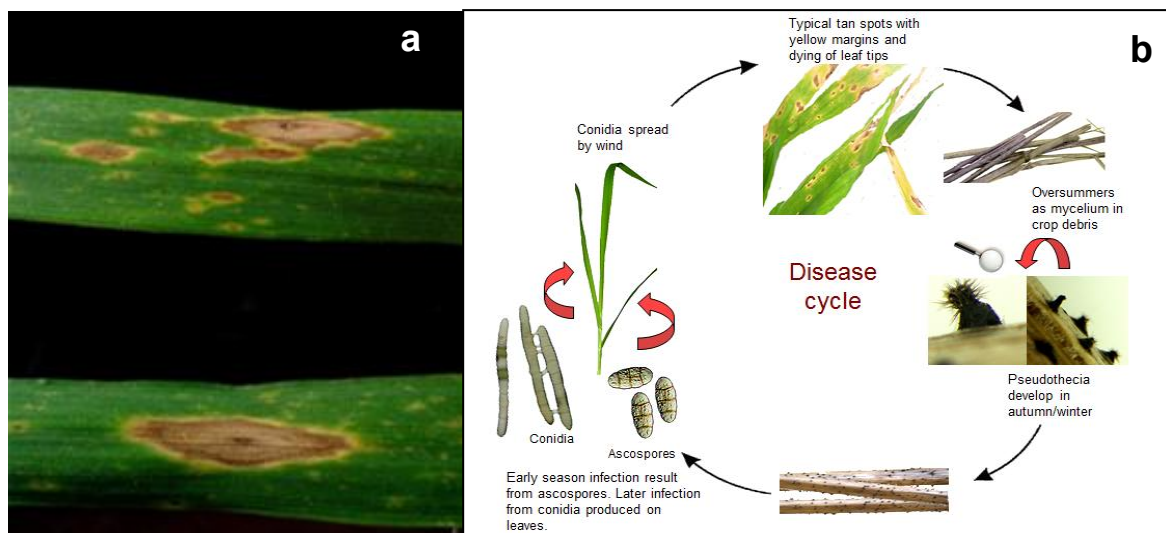 a
b
Typical tan spots with
yellow margins and
dying of leaf tips
Conidia spread
by wind
Oversummers
as mycelium in
crop debris
Disease
cycle
Pseudothecia
develop in
autumn/winter
Conidia
Ascospores
Early season infection result
from ascospores. Later infection
from conidia produced on
leaves.